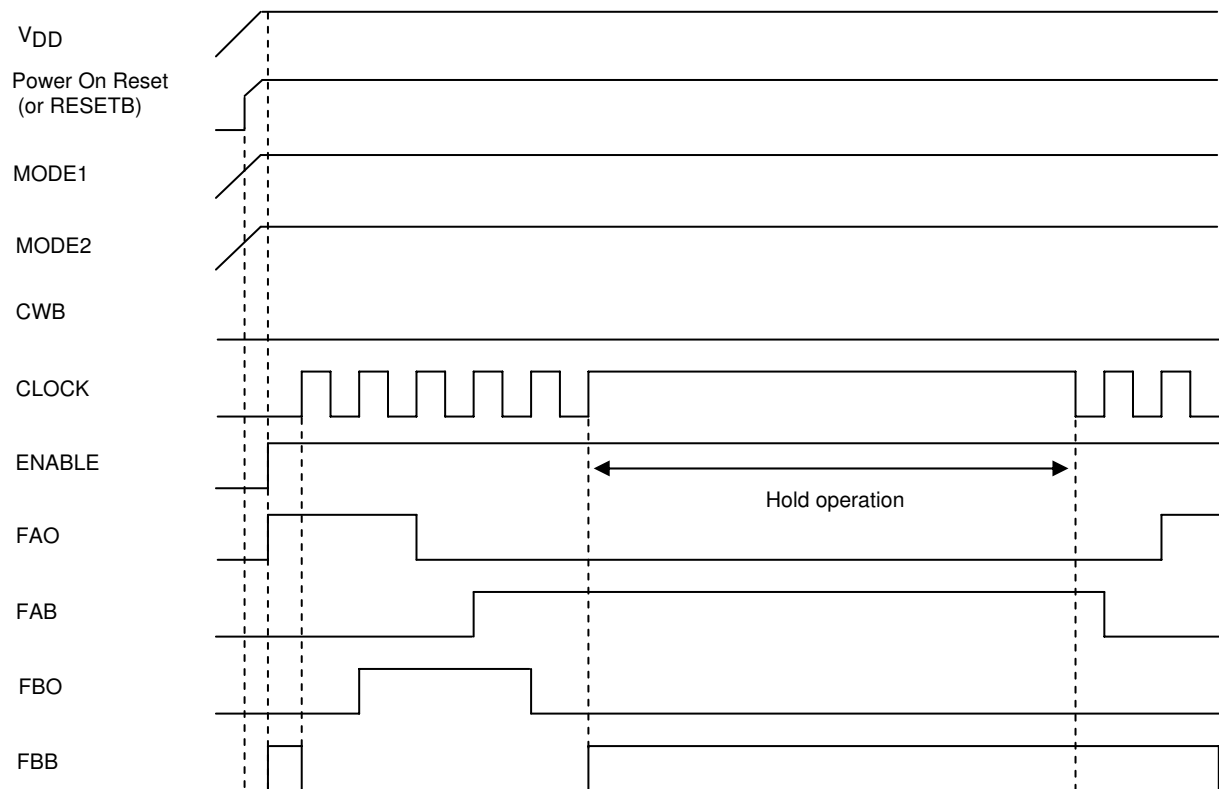 VDD
Power On Reset
(or RESETB)
MODE1
MODE2
CWB
CLOCK
ENABLE
Hold operation
FAO
FAB
FBO
FBB